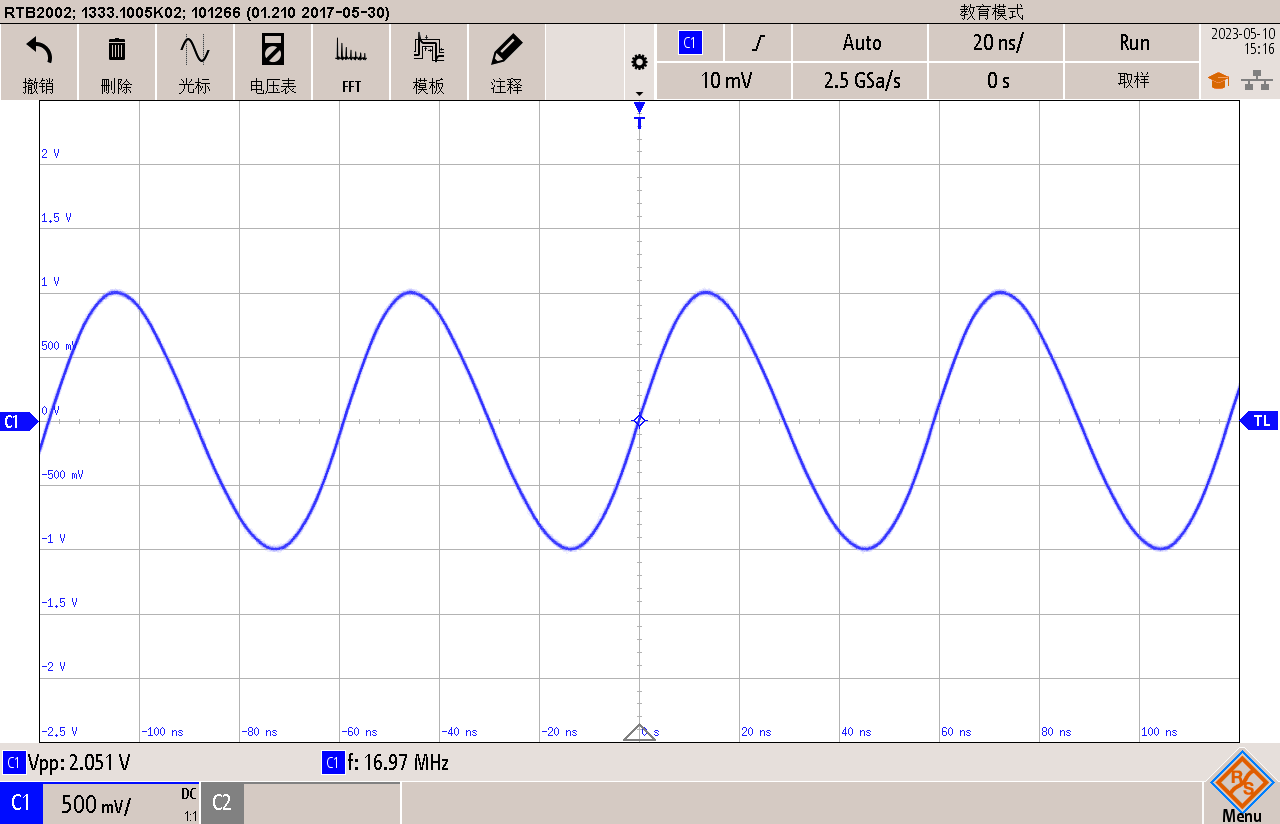 RTB2002; 1333.1005K02; 101266 (01.210 2017-05-30)
教育模式
撤销
刪除
光标
电压表
FFT
模板
注释
C1
Auto
20 ns/
Run
10 mV
2.5 GSa/s
0 s
取样
2023-05-10
15:16
T
2 V
1.5 V
1 V
500 mV
0 V
C1
TL
-500 mV
-1 V
-1.5 V
-2 V
-2.5 V
-100 ns
-80 ns
-60 ns
-40 ns
-20 ns
0 s
20 ns
40 ns
60 ns
80 ns
100 ns
C1 Vpp: 2.051 V
C1 f: 16.97 MHz
C1
500 mV/
DC
1:1
C2
R S
Menu